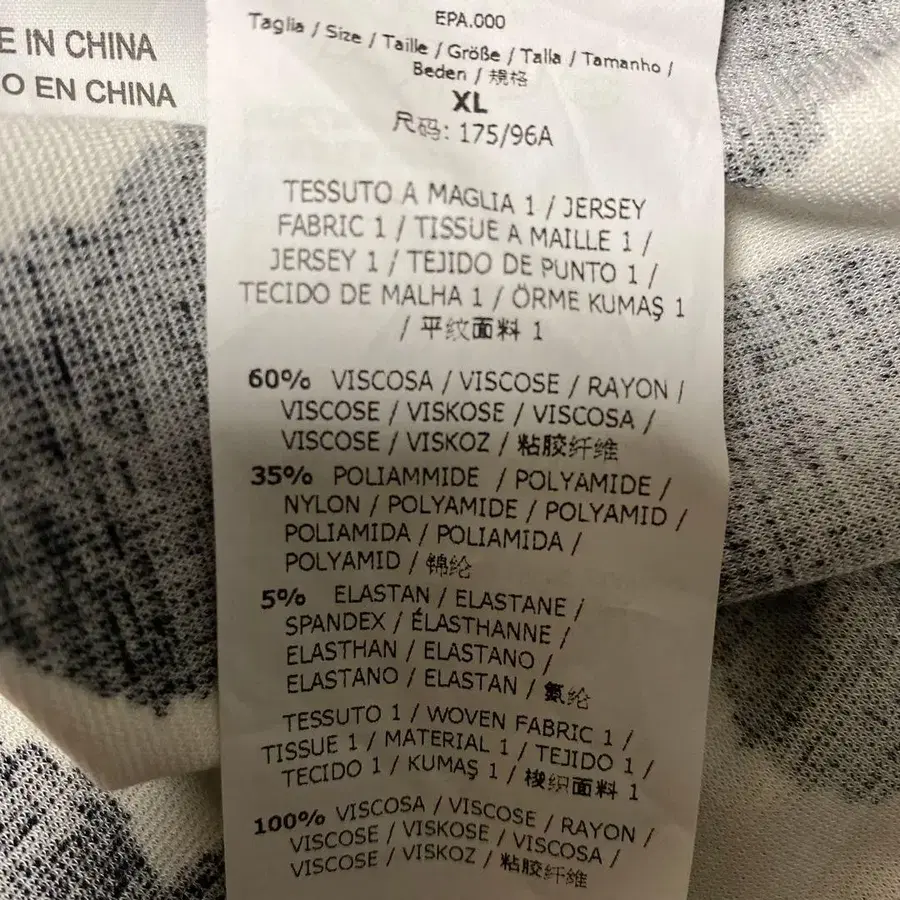 E IN CHINA
O EN CHINA
EPA.000
Taglia / Size / Taille / Größe / Talla / Tamanho /
Beden / 規格
XL
尺码: 175/96A
TESSUTO A MAGLIA 1 / JERSEY
FABRIC 1 / TISSUE A MAILLE 1 /
JERSEY 1 / TEJIDO DE PUNTO 1 /
TECIDO DE MALHA 1 / ÖRME KUMAŞ 1
/ 平纹面料 1
60% VISCOSA / VISCOSE / RAYON /
VISCOSE / VISKOSE / VISCOSA /
VISCOSE / VISKOZ / 粘胶纤维
35% POLIAMMIDE / POLYAMIDE /
NYLON / POLYAMIDE / POLYAMID /
POLIAMIDA / POLIAMIDA /
POLYAMID / 锦纶
5% ELASTAN / ELASTANE /
SPANDEX / ÉLASTHANNE /
ELASTHAN / ELASTANO /
ELASTANO / ELASTAN / 氨纶
TESSUTO 1 / WOVEN FABRIC 1 /
TISSUE 1 / MATERIAL 1 / TEJIDO 1 /
TECIDO 1 / KUMAŞ 1 / 梭织面料 1
100% VISCOSA / VISCOSE / RAYON /
VISCOSE / VISKOSE / VISCOSA /
VISCOSE / VISKOZ / 粘胶纤维